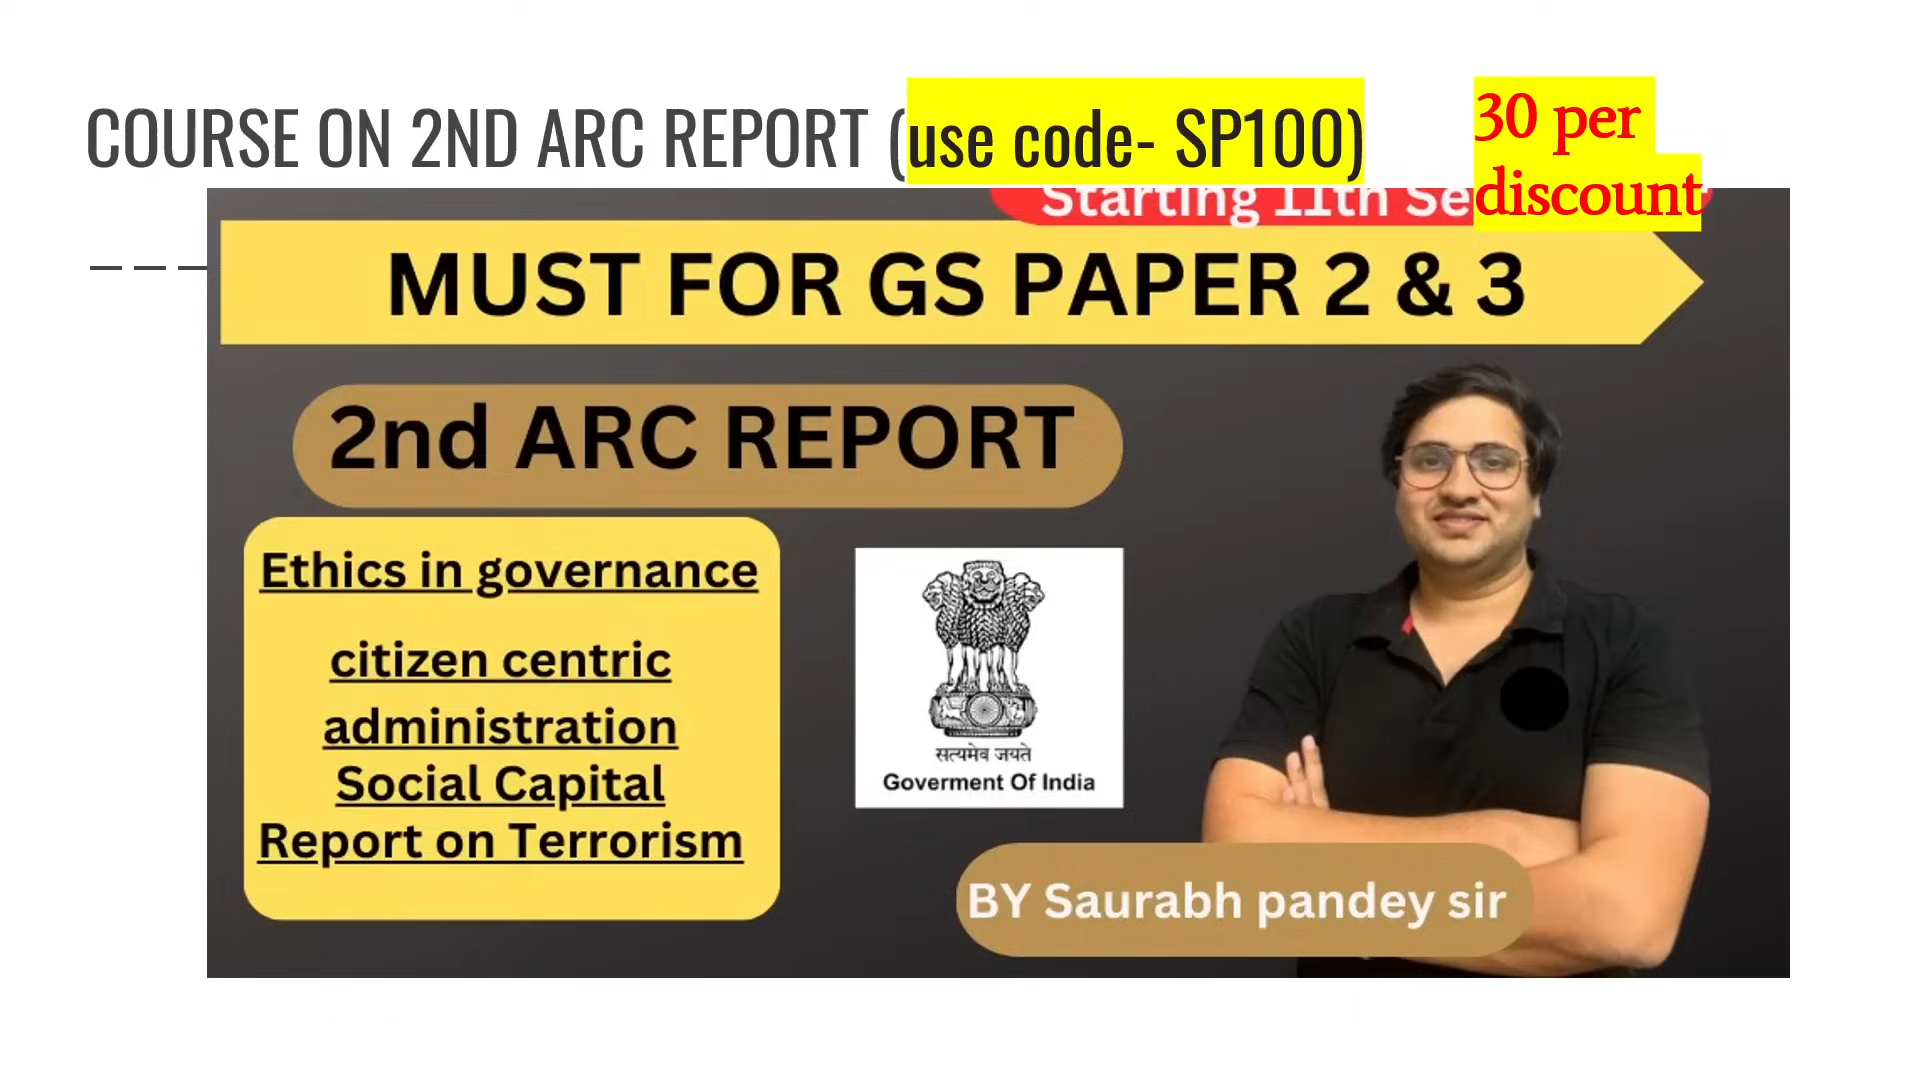 COURSE ON 2ND ARC REPORT (use code- SP100)
30 per
discount
Starting 11th
MUST FOR GS PAPER 2 & 3
2nd ARC REPORT
Ethics in governance
citizen centric
administration
Social Capital
Report on Terrorism
सत्यमेव जयते
Goverment Of India
BY Saurabh pandey sir